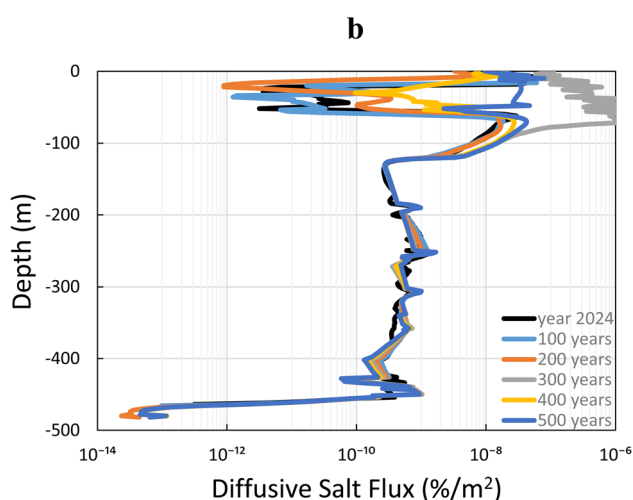 b
0
-100
-200
-300
-400
-500
Depth (m)
year 2024
100 years
200 years
300 years
400 years
500 years
10⁻¹⁴ 10⁻¹² 10⁻¹⁰ 10⁻⁸ 10⁻⁶
Diffusive Salt Flux (%/m²)